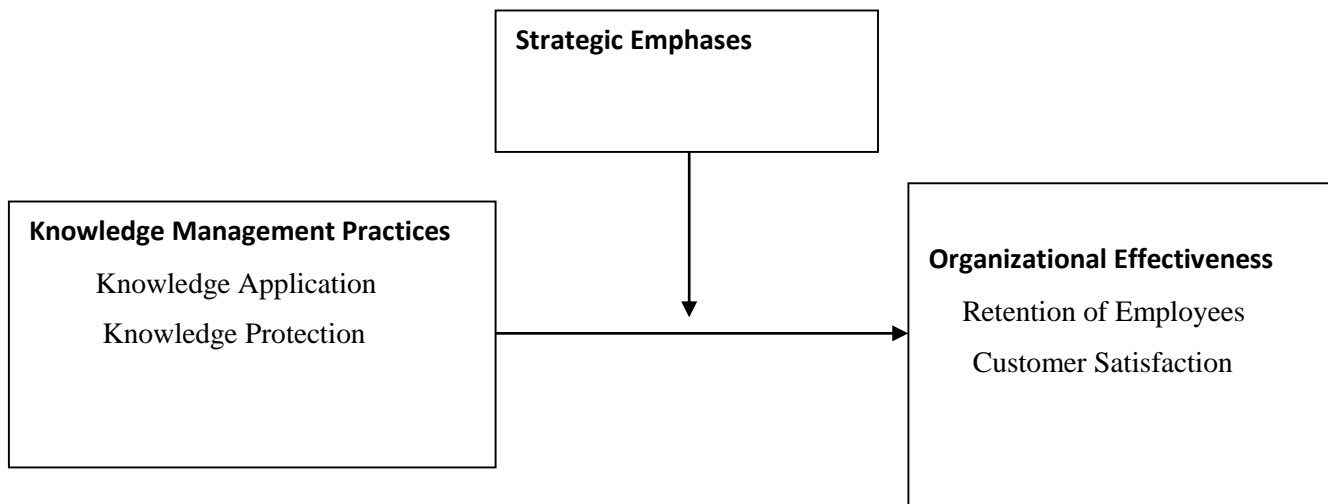 Strategic Emphases
Knowledge Management Practices
Knowledge Application
Knowledge Protection
Organizational Effectiveness
Retention of Employees
Customer Satisfaction